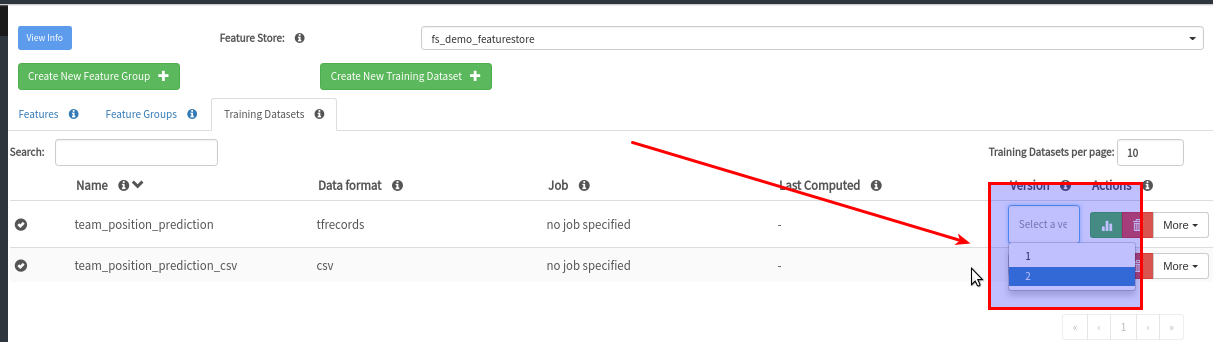 View Info Feature Store: fs_demo_featurestore
Create New Feature Group Create New Training Dataset
Features Feature Groups Training Datasets
Search: Training Datasets per page: 10
Name Data format Job Last Computed Version Actions
team_position_prediction tfrecords no job specified - Select a ve More
1
team_position_prediction_csv csv no job specified - More
2
« ‹ 1 › »